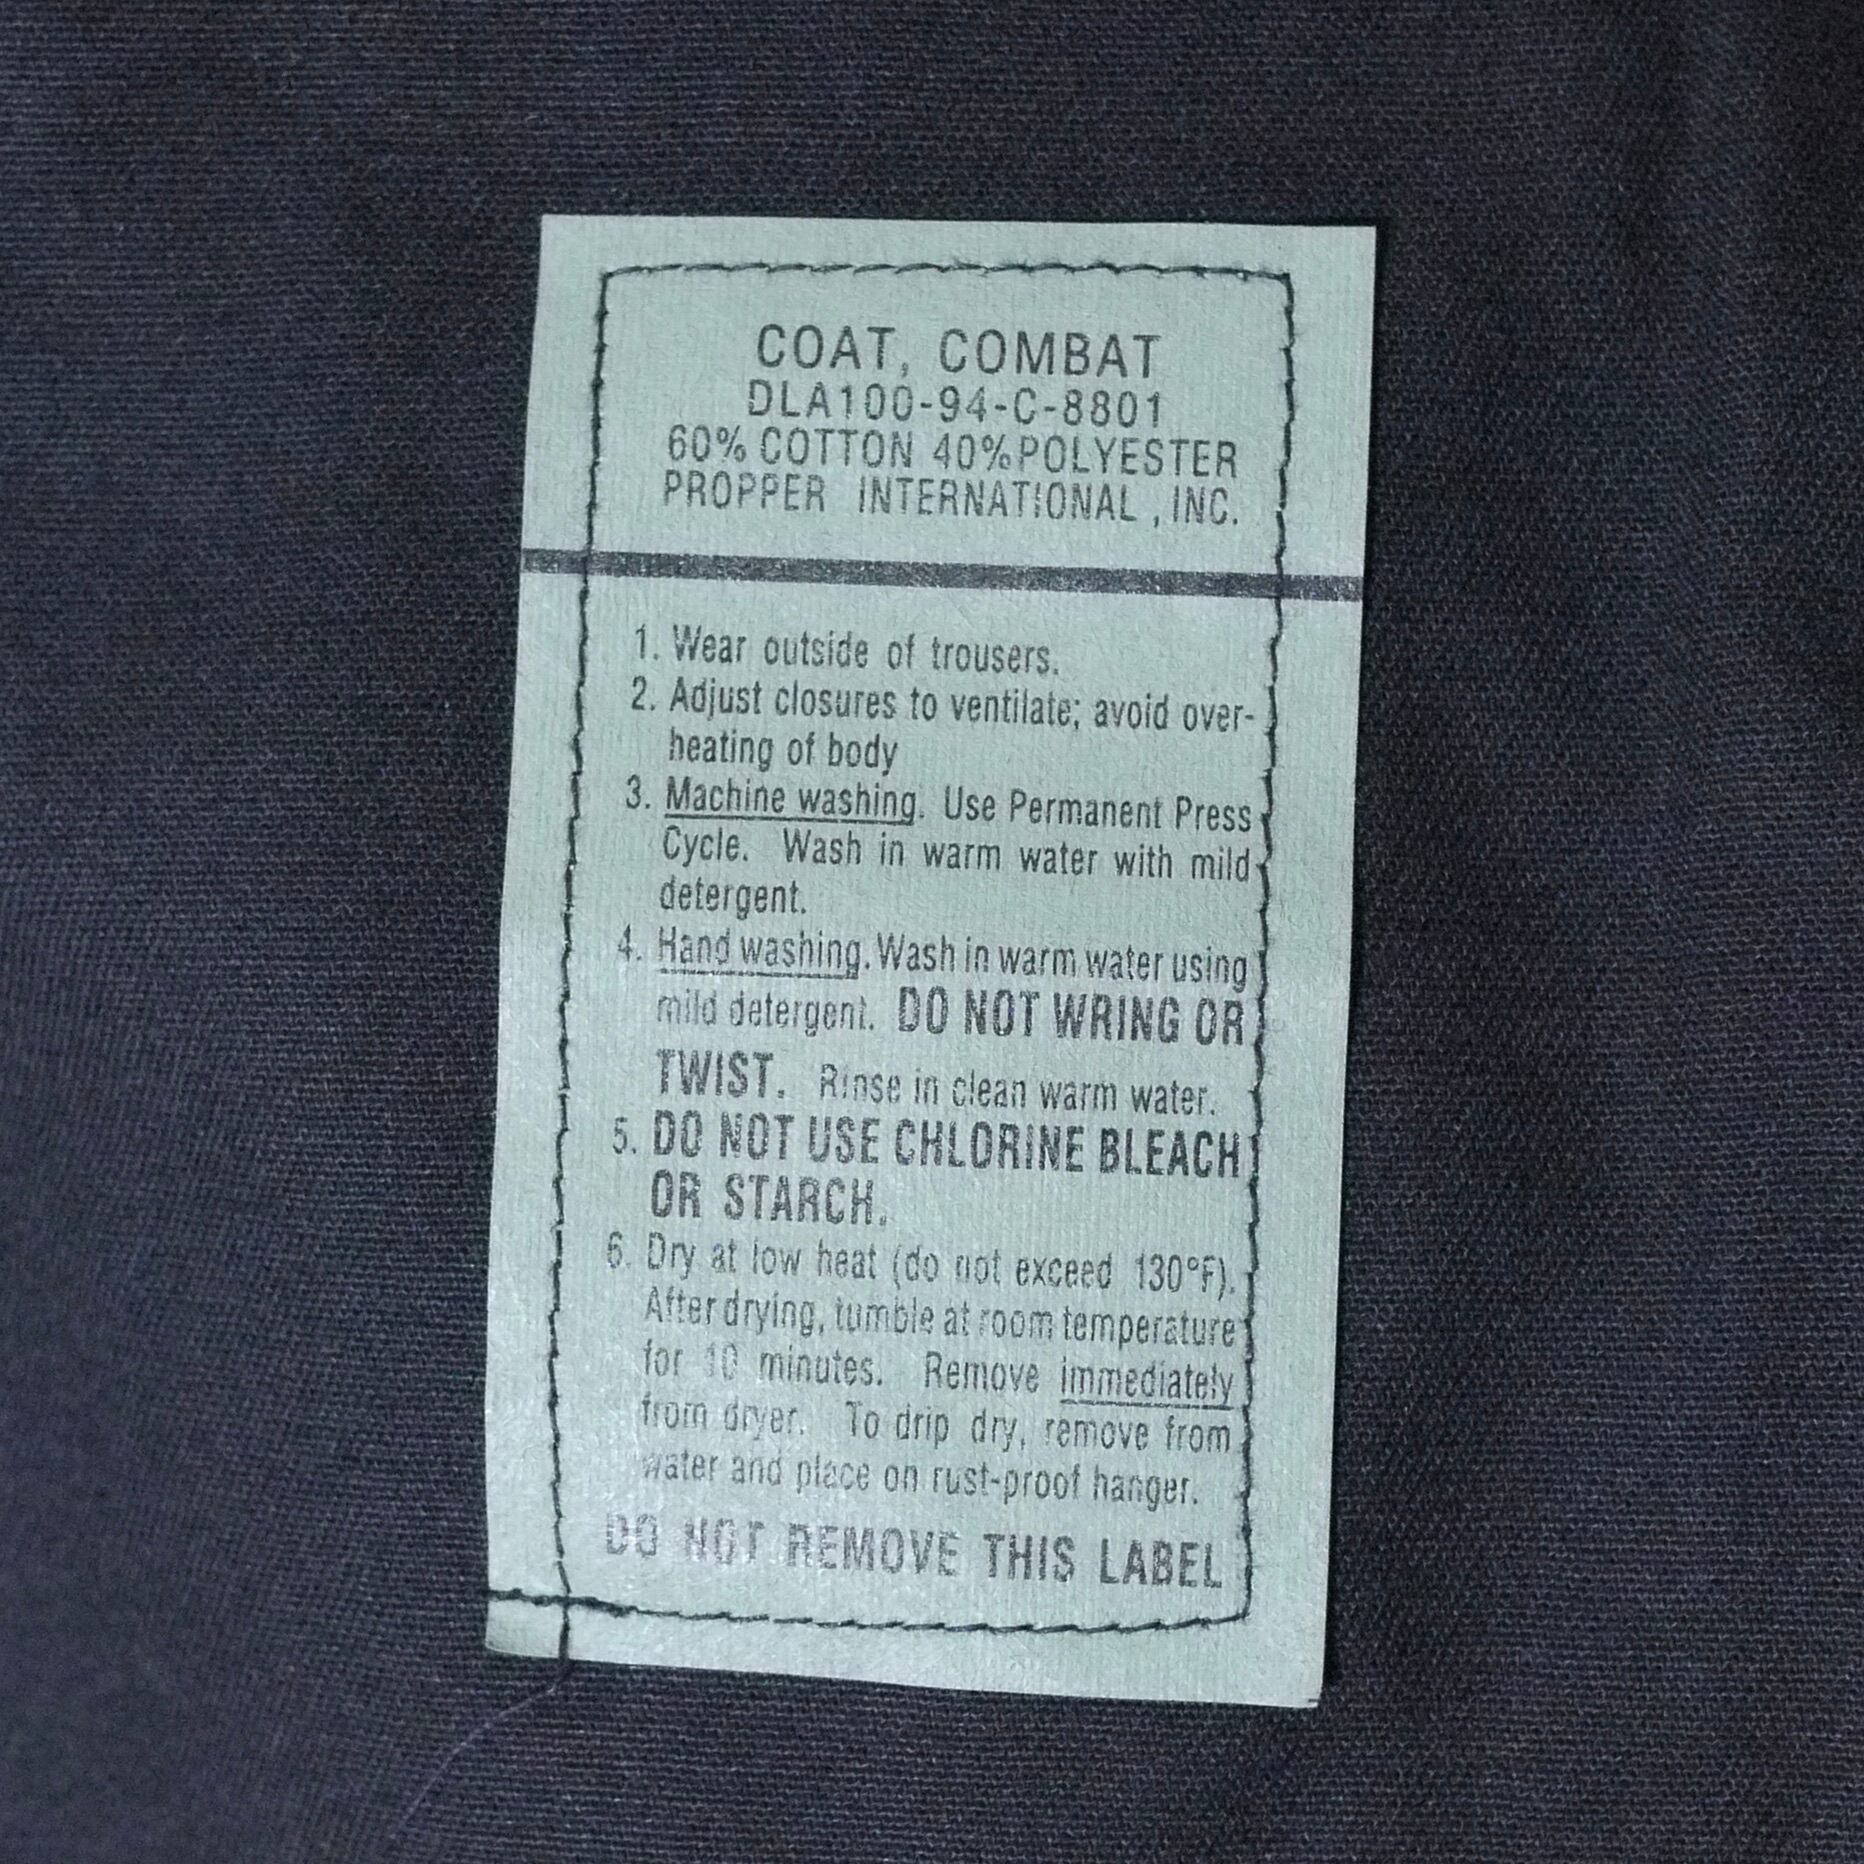 COAT, COMBAT
DLA100-94-C-8801
60% COTTON 40% POLYESTER
PROPPER INTERNATIONAL, INC.
1. Wear outside of trousers.
2. Adjust closures to ventilate; avoid over-
heating of body
3. Machine washing. Use Permanent Press
Cycle. Wash in warm water with mild
detergent.
4. Hand washing. Wash in warm water using
mild detergent. DO NOT WRING OR
TWIST. Rinse in clean warm water.
5. DO NOT USE CHLORINE BLEACH
OR STARCH.
6. Dry at low heat (do not exceed 130°F).
After drying, tumble at room temperature
for 10 minutes. Remove immediately
from dryer. To drip dry, remove from
water and place on rust-proof hanger.
DO NOT REMOVE THIS LABEL